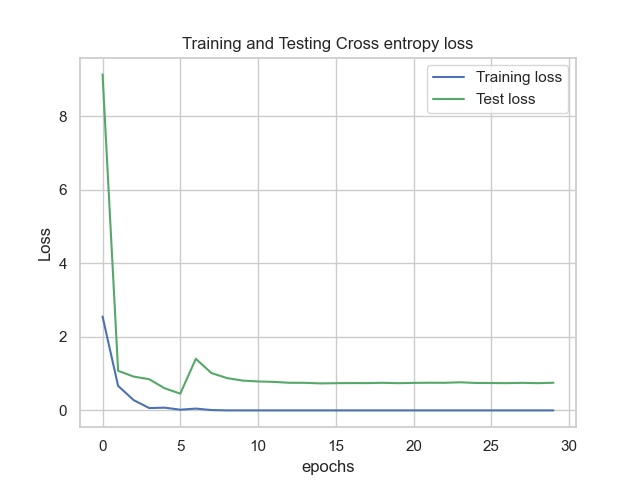 Training and Testing Cross entropy loss
Training loss
Test loss
8
6
4
2
0
Loss
0 5 10 15 20 25 30
epochs